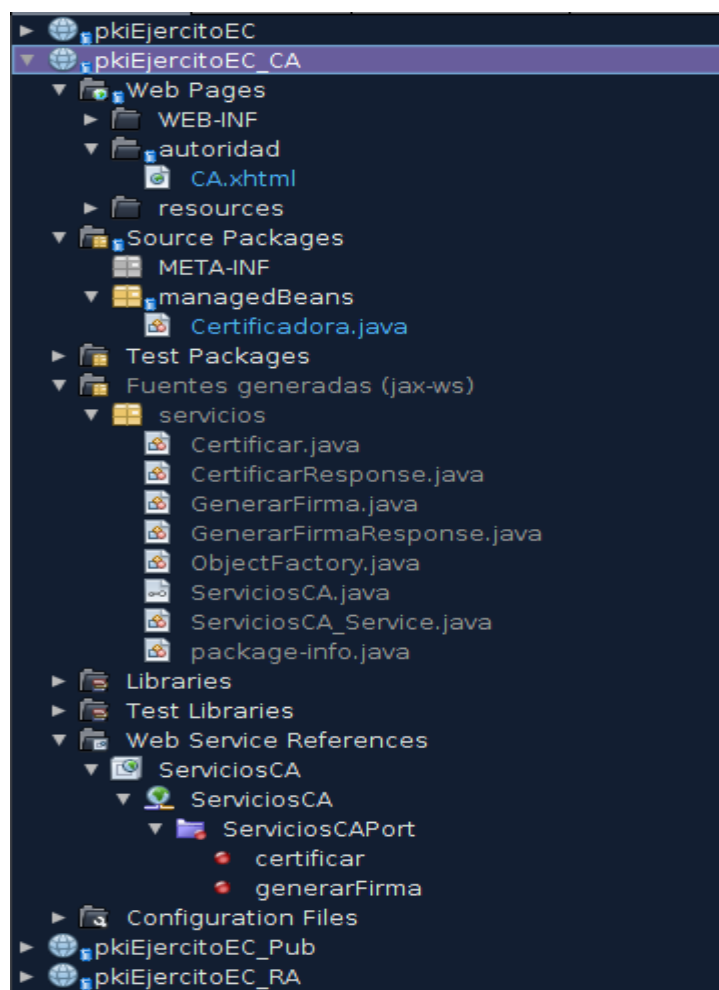 pkiEjercitoEC
pkiEjercitoEC_CA
Web Pages
WEB-INF
autoridad
CA.xhtml
resources
Source Packages
META-INF
managedBeans
Certificadora.java
Test Packages
Fuentes generadas (jax-ws)
servicios
Certificar.java
CertificarResponse.java
GenerarFirma.java
GenerarFirmaResponse.java
ObjectFactory.java
ServiciosCA.java
ServiciosCA_Service.java
package-info.java
Libraries
Test Libraries
Web Service References
ServiciosCA
ServiciosCA
ServiciosCAPort
certificar
generarFirma
Configuration Files
pkiEjercitoEC_Pub
pkiEjercitoEC_RA